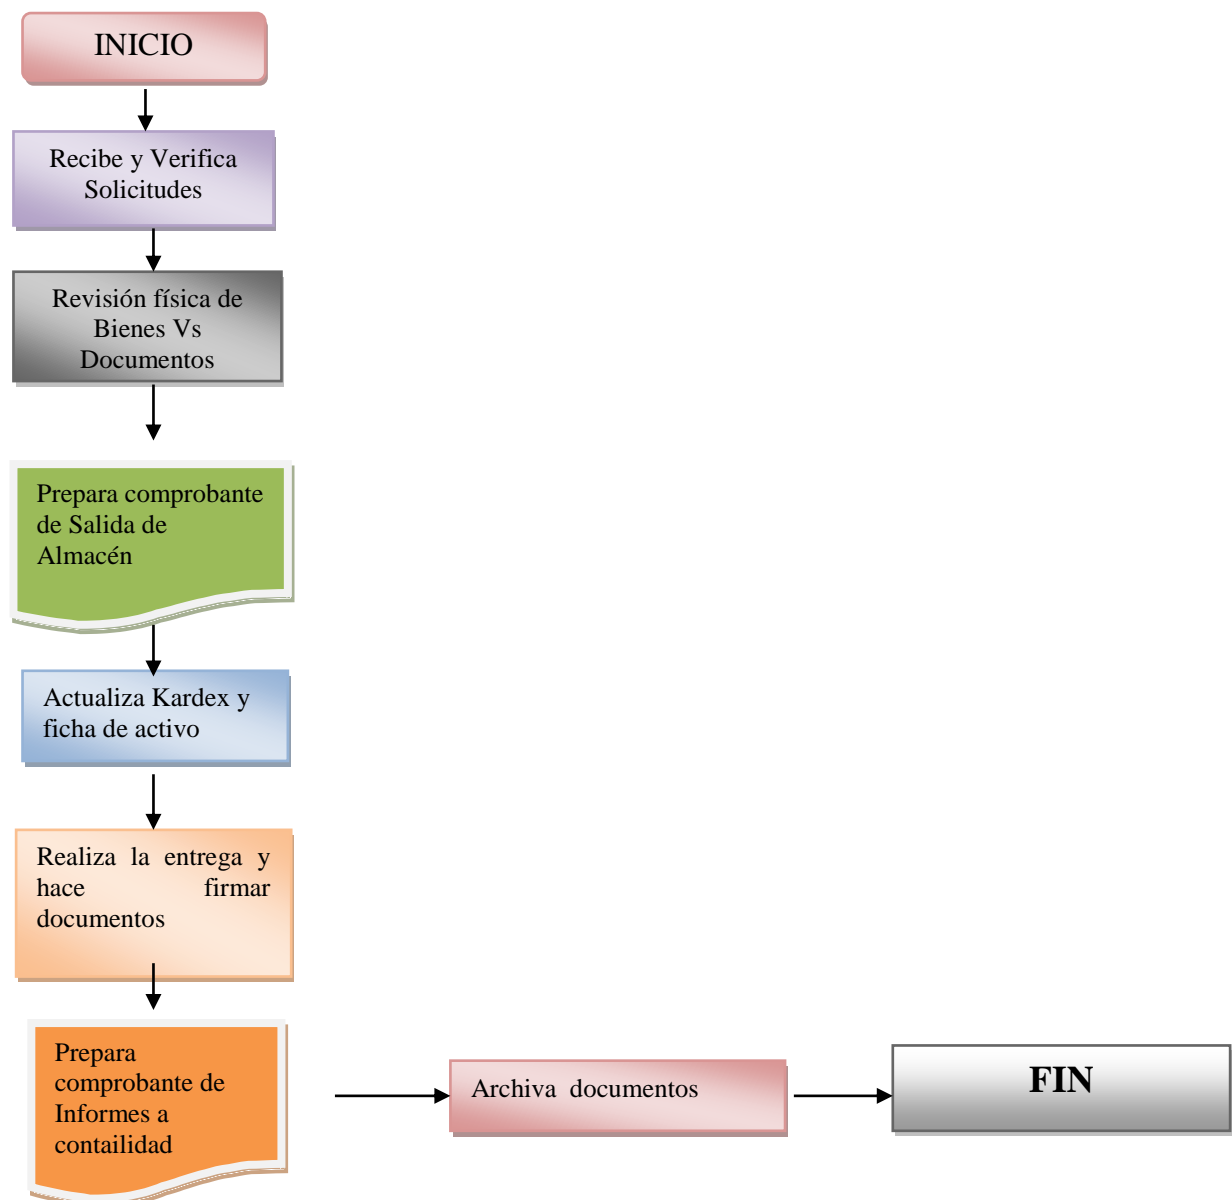 INICIO
Recibe y Verifica
Solicitudes
Revisión física de
Bienes Vs
Documentos
Prepara comprobante
de Salida de
Almacén
Actualiza Kardex y
ficha de activo
Realiza la entrega y
hace firmar
documentos
Prepara
comprobante de
Informes a
contailidad
Archiva documentos
FIN